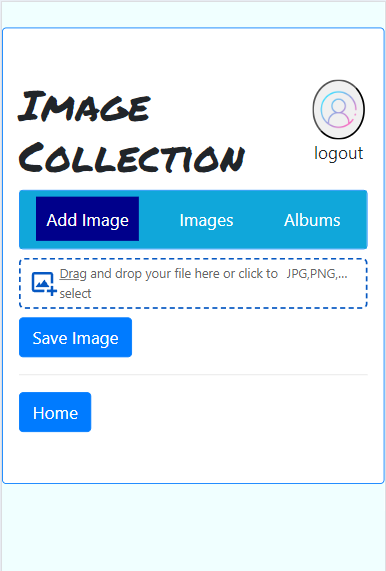 Image
Collection
logout
Add Image Images Albums
Drag and drop your file here or click to JPG,PNG,...
select
Save Image
Home